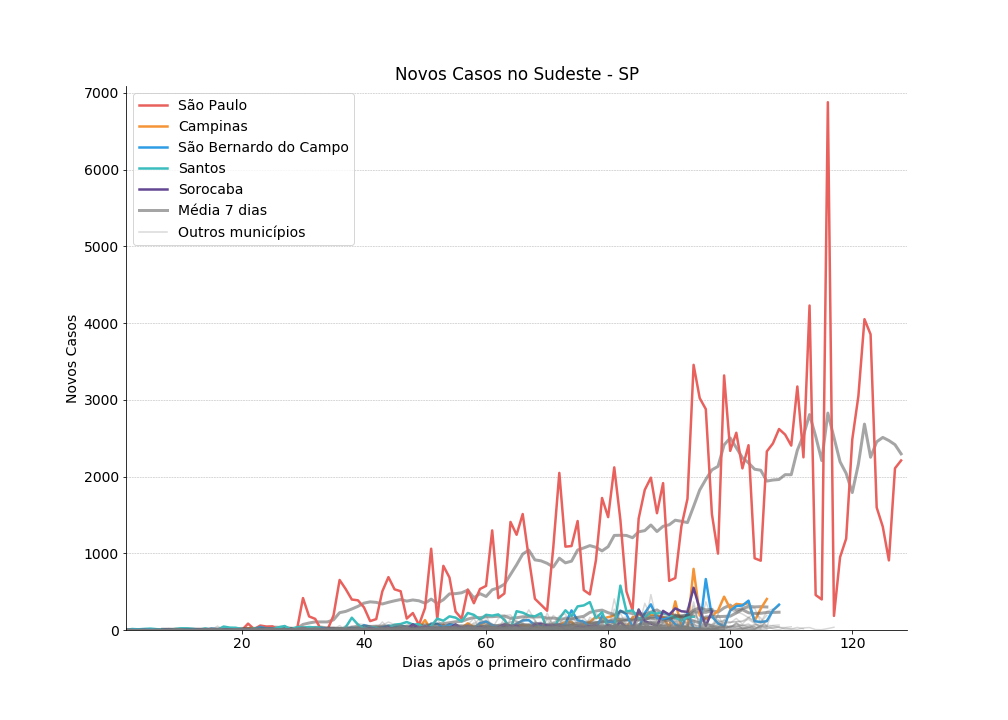 Novos Casos no Sudeste - SP
7000
6000
5000
4000
3000
2000
1000
0
Novos Casos
São Paulo
Campinas
São Bernardo do Campo
Santos
Sorocaba
Média 7 dias
Outros municípios
20 40 60 80 100 120
Dias após o primeiro confirmado